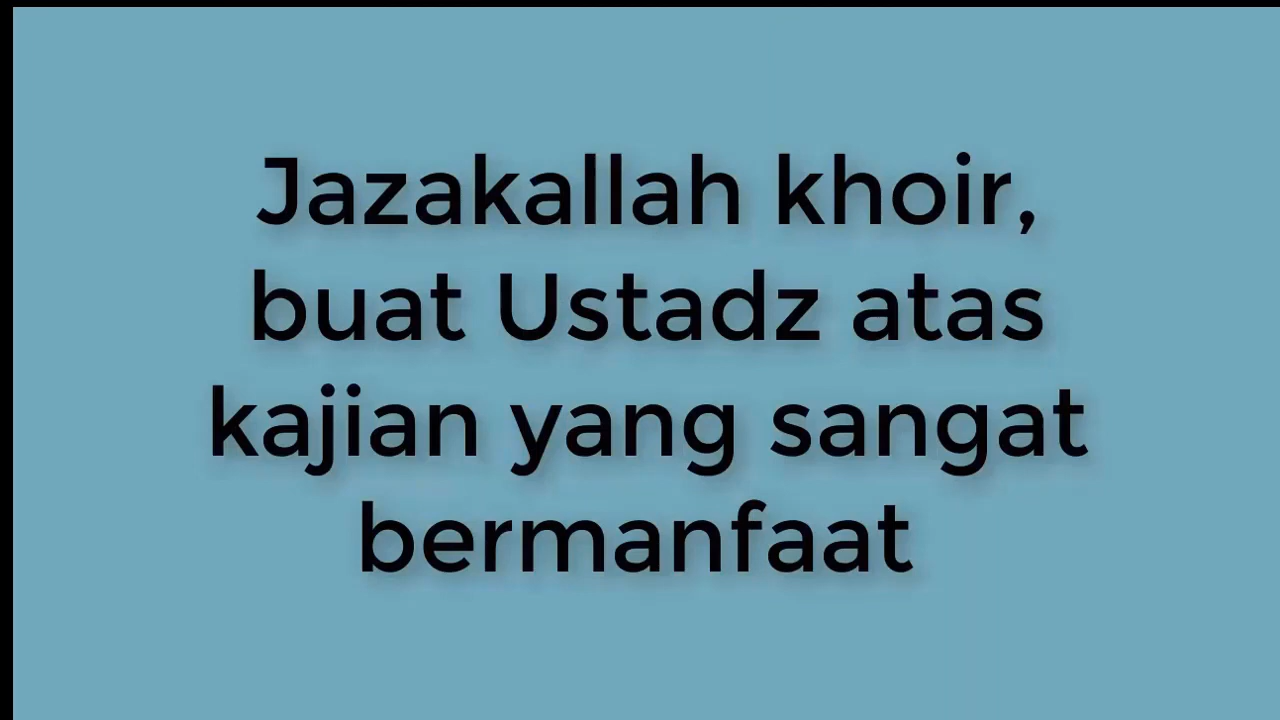 Jazakallah khoir,
buat Ustadz atas
kajian yang sangat
bermanfaat